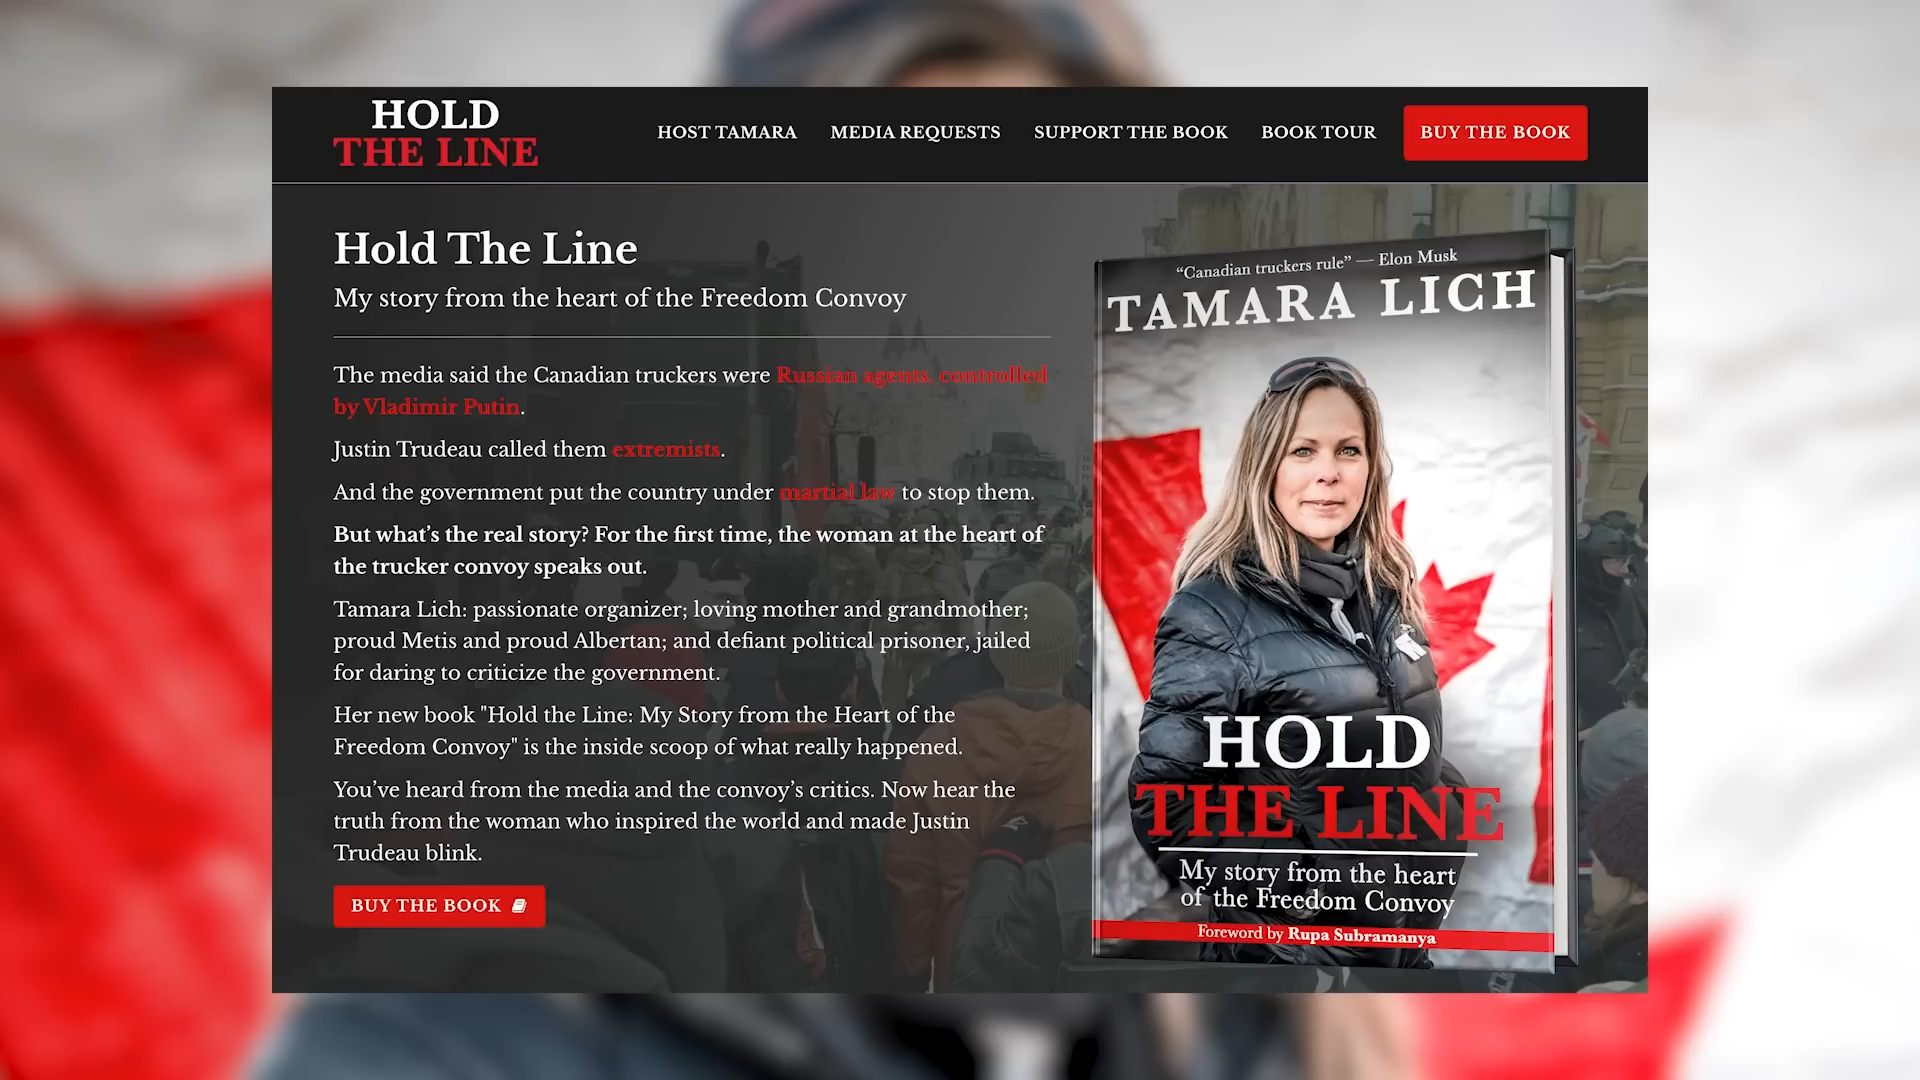 HOLD
THE LINE
HOST TAMARA
MEDIA REQUESTS
SUPPORT THE BOOK
BOOK TOUR
BUY THE BOOK
Hold The Line
My story from the heart of the Freedom Convoy
The media said the Canadian truckers were Russian agents, controlled
by Vladimir Putin.
Justin Trudeau called them extremists.
And the government put the country under martial law to stop them.
But what’s the real story? For the first time, the woman at the heart of
the trucker convoy speaks out.
Tamara Lich: passionate organizer; loving mother and grandmother;
proud Metis and proud Albertan; and defiant political prisoner, jailed
for daring to criticize the government.
Her new book "Hold the Line: My Story from the Heart of the
Freedom Convoy" is the inside scoop of what really happened.
You’ve heard from the media and the convoy’s critics. Now hear the
truth from the woman who inspired the world and made Justin
Trudeau blink.
BUY THE BOOK
“Canadian truckers rule” — Elon Musk
TAMARA LICH
HOLD
THE LINE
My story from the heart
of the Freedom Convoy
Foreword by Rupa Subramanya